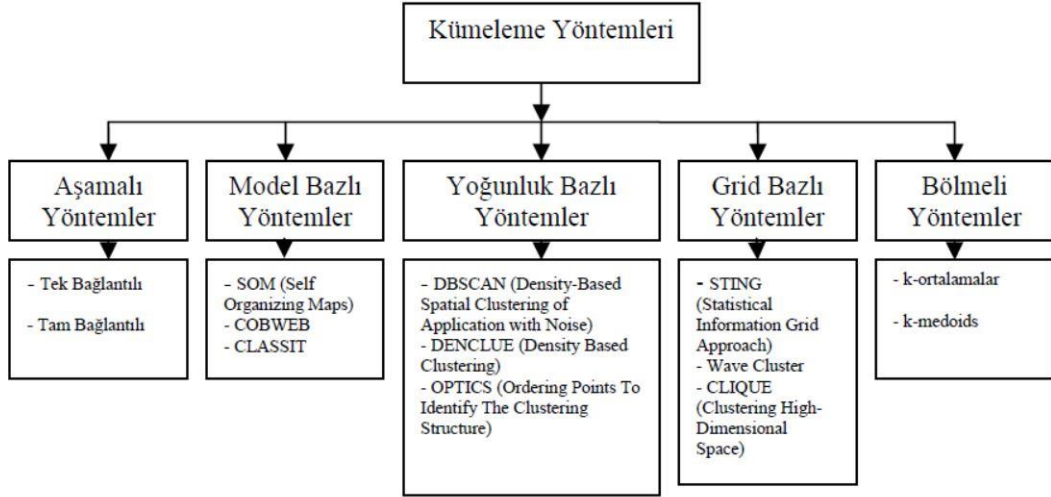 Kümeleme Yöntemleri
Aşamalı
Yöntemler
Model Bazlı
Yöntemler
Yoğunluk Bazlı
Yöntemler
Grid Bazlı
Yöntemler
Bölmeli
Yöntemler
- Tek Bağlantılı
- Tam Bağlantılı
- SOM (Self
Organizing Maps)
- COBWEB
- CLASSIT
- DBSCAN (Density-Based
Spatial Clustering of
Application with Noise)
- DENCLUE (Density Based
Clustering)
- OPTICS (Ordering Points To
Identify The Clustering
Structure)
- STING
(Statistical
Information Grid
Approach)
- Wave Cluster
- CLIQUE
(Clustering High-
Dimensional
Space)
- k-ortalamalar
- k-medoids